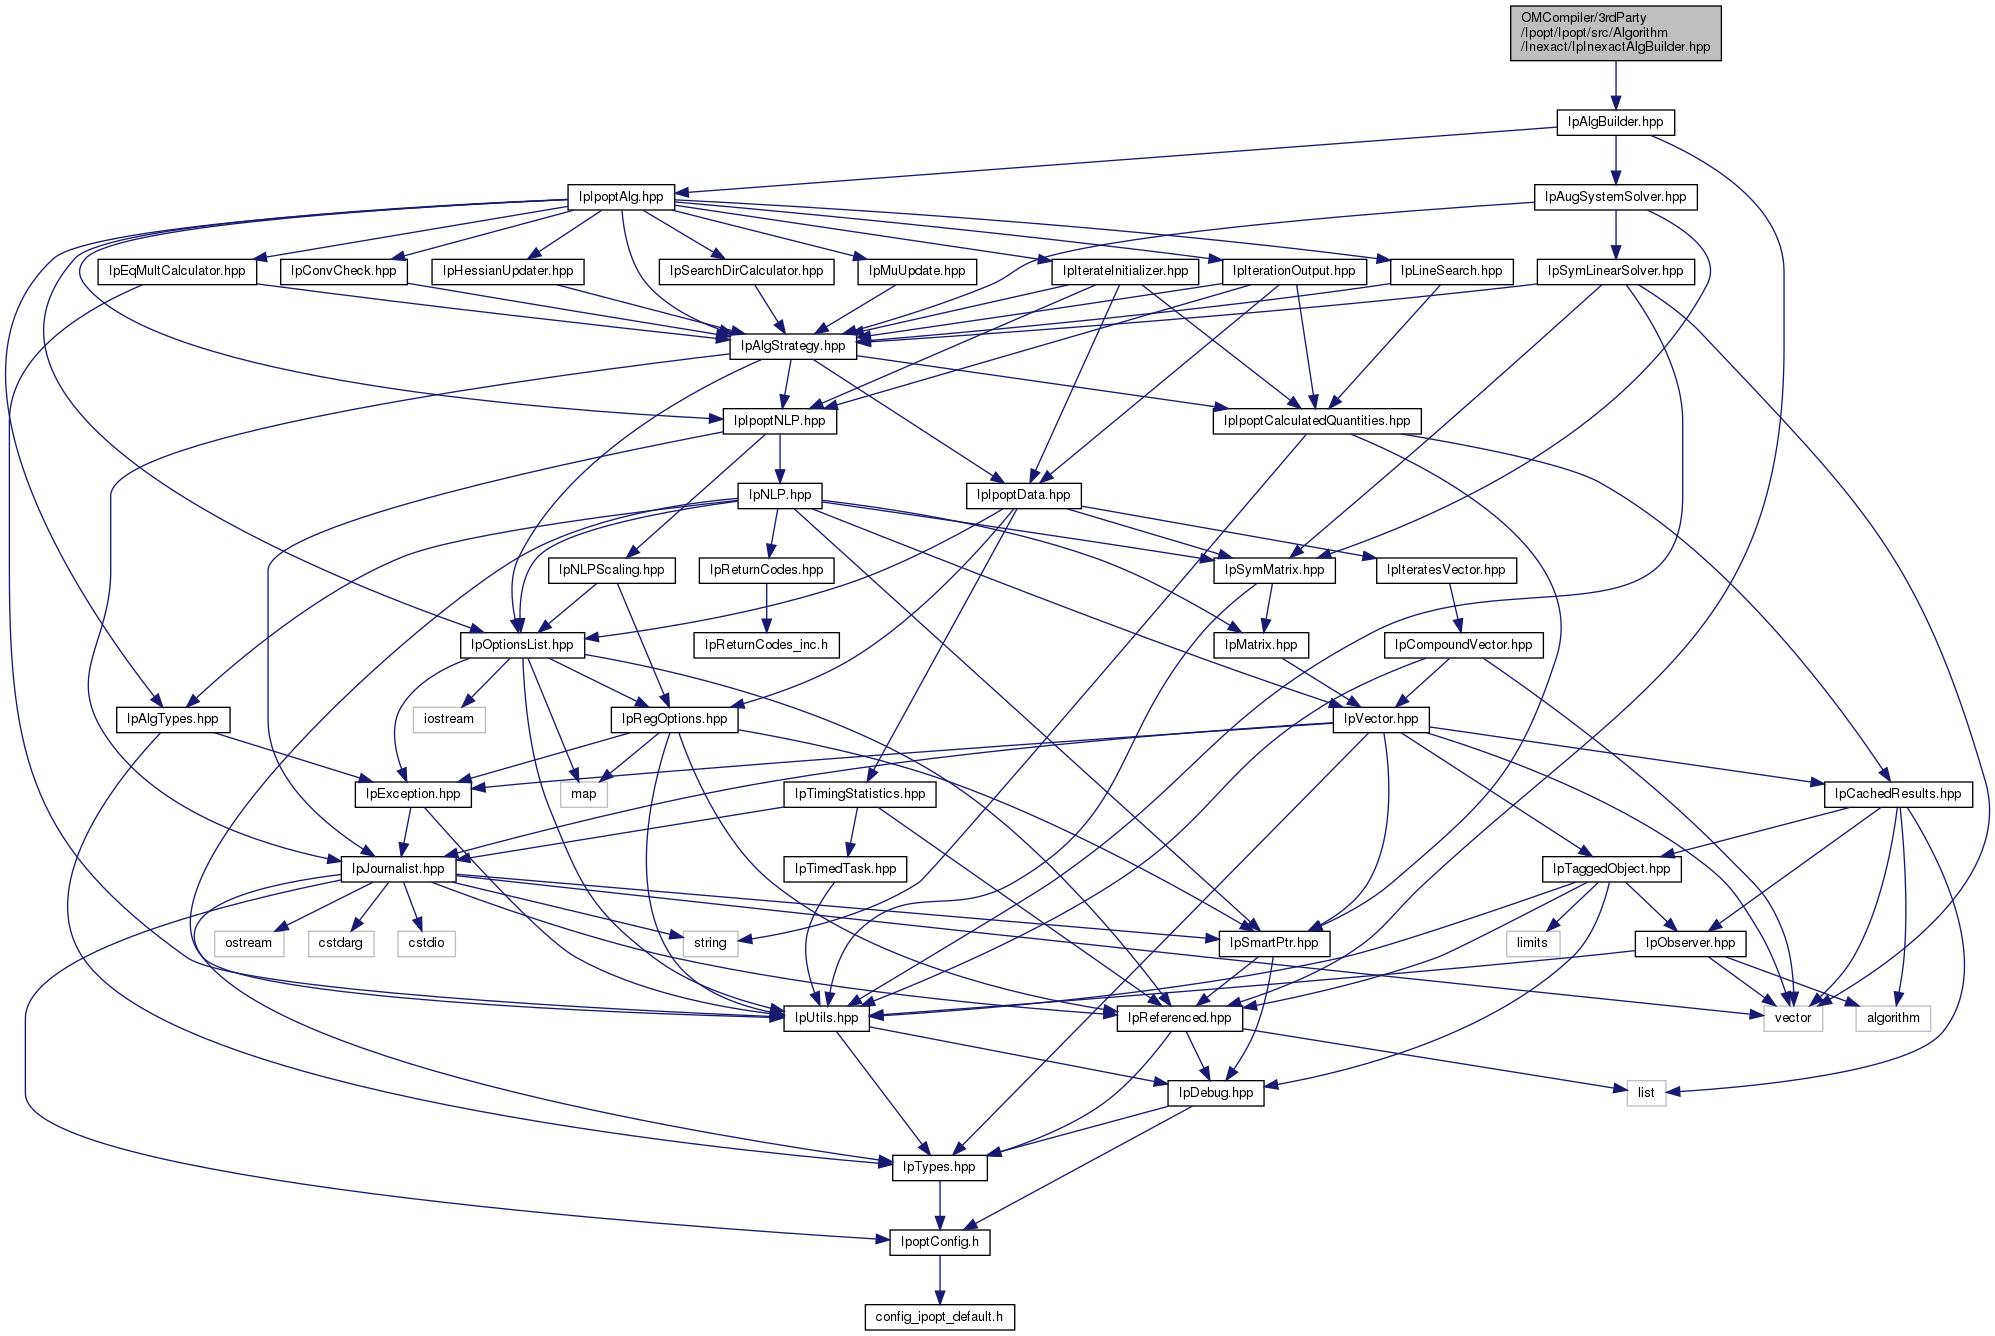 OMCompiler/3rdParty
/Ipopt/Ipopt/src/Algorithm
/Inexact/IpInexactAlgBuilder.hpp
IpAlgBuilder.hpp
IpIpoptAlg.hpp
IpAugSystemSolver.hpp
IpEqMultCalculator.hpp
IpConvCheck.hpp
IpHessianUpdater.hpp
IpSearchDirCalculator.hpp
IpMuUpdate.hpp
IpIterateInitializer.hpp
IpIterationOutput.hpp
IpLineSearch.hpp
IpSymLinearSolver.hpp
IpAlgStrategy.hpp
IpIpoptNLP.hpp
IpIpoptCalculatedQuantities.hpp
IpNLP.hpp
IpIpoptData.hpp
IpNLPScaling.hpp
IpReturnCodes.hpp
IpSymMatrix.hpp
IpIteratesVector.hpp
IpOptionsList.hpp
IpReturnCodes_inc.h
IpMatrix.hpp
IpCompoundVector.hpp
IpAlgTypes.hpp
iostream
IpRegOptions.hpp
IpVector.hpp
IpException.hpp
map
IpTimingStatistics.hpp
IpCachedResults.hpp
IpJournalist.hpp
IpTimedTask.hpp
IpTaggedObject.hpp
ostream
cstdarg
cstdio
string
IpSmartPtr.hpp
limits
IpObserver.hpp
IpUtils.hpp
IpReferenced.hpp
vector
algorithm
IpDebug.hpp
list
IpTypes.hpp
IpoptConfig.h
config_ipopt_default.h